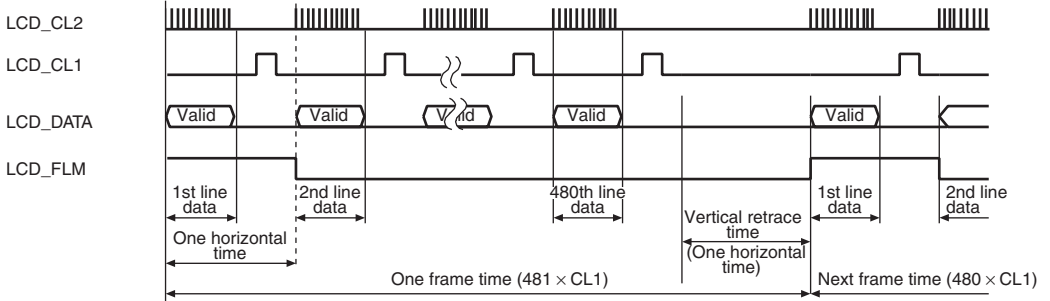 LCD_CL2
LCD_CL1
LCD_DATA
Valid
Valid
Valid
Valid
Valid
LCD_FLM
1st line
data
2nd line
data
480th line
data
1st line
data
2nd line
data
One horizontal
time
Vertical retrace
time
(One horizontal
time)
One frame time (481 × CL1)
Next frame time (480 × CL1)